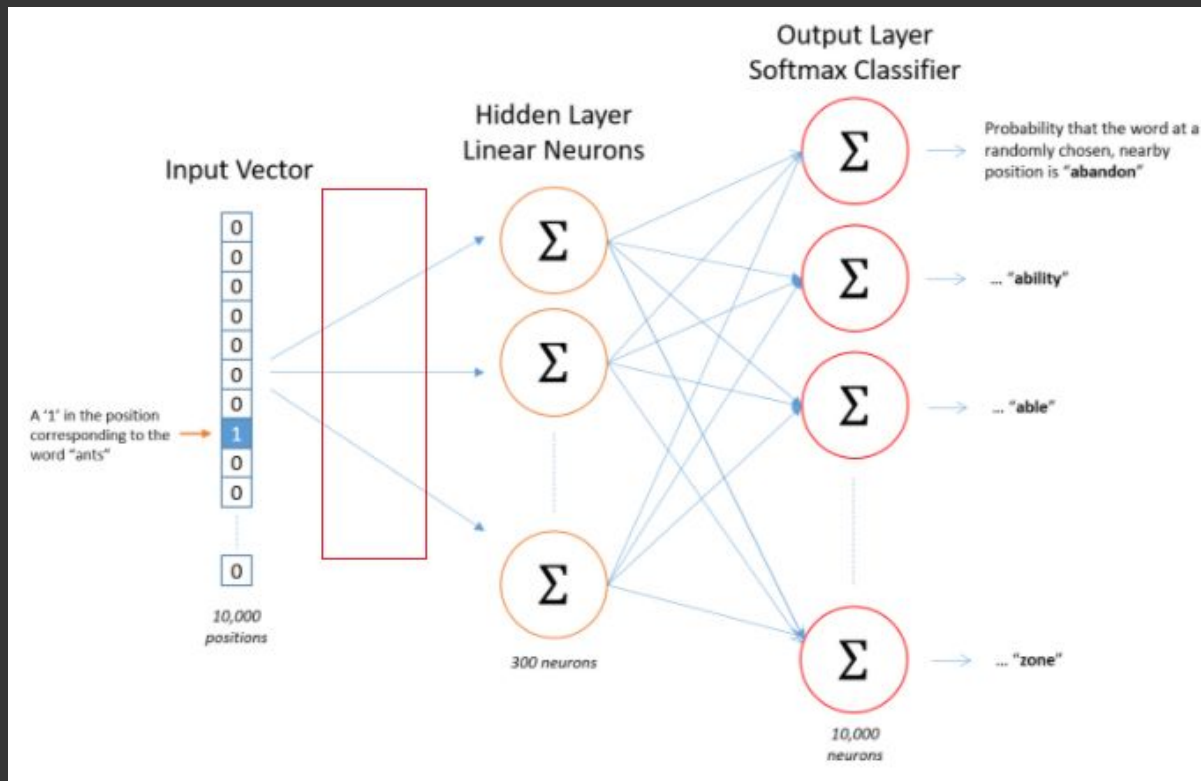 Output Layer
Softmax Classifier
Hidden Layer
Linear Neurons
Input Vector
0
0
0
0
0
0
0
1
0
0
0
A ‘1’ in the position
corresponding to the
word “ants”
10,000
positions
Σ
Σ
Σ
300 neurons
Σ
Σ
Σ
Σ
10,000
neurons
Probability that the word at a
randomly chosen, nearby
position is “abandon”
... “ability”
... “able”
... “zone”